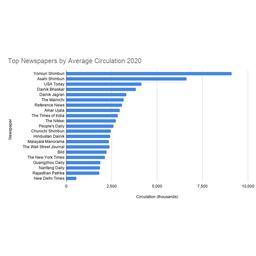 Top Newspapers by Average Circulation 2020
Newspaper
Yomiuri Shimbun
Asahi Shimbun
USA Today
Dainik Bhaskar
Dainik Jagran
The Mainichi
Reference News
Amar Ujala
The Times of India
The Nikkei
People's Daily
Chunichi Shimbun
Hindustan Dainik
Malayala Manorama
The Wall Street Journal
Bild
The New York Times
Guangzhou Daily
Nanfang Daily
Rajasthan Patrika
New Delhi Times
0
2,500
5,000
7,500
10,000
Circulation (thousands)